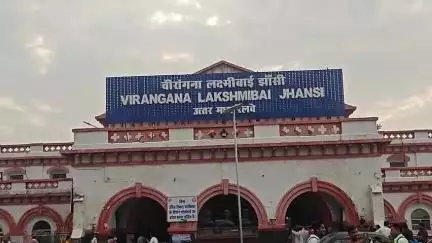 वीरांगना लक्ष्मीबाई झाँसी
VIRANGANA LAKSHMIBAI JHANSI
उत्तर मध्य रेलवे